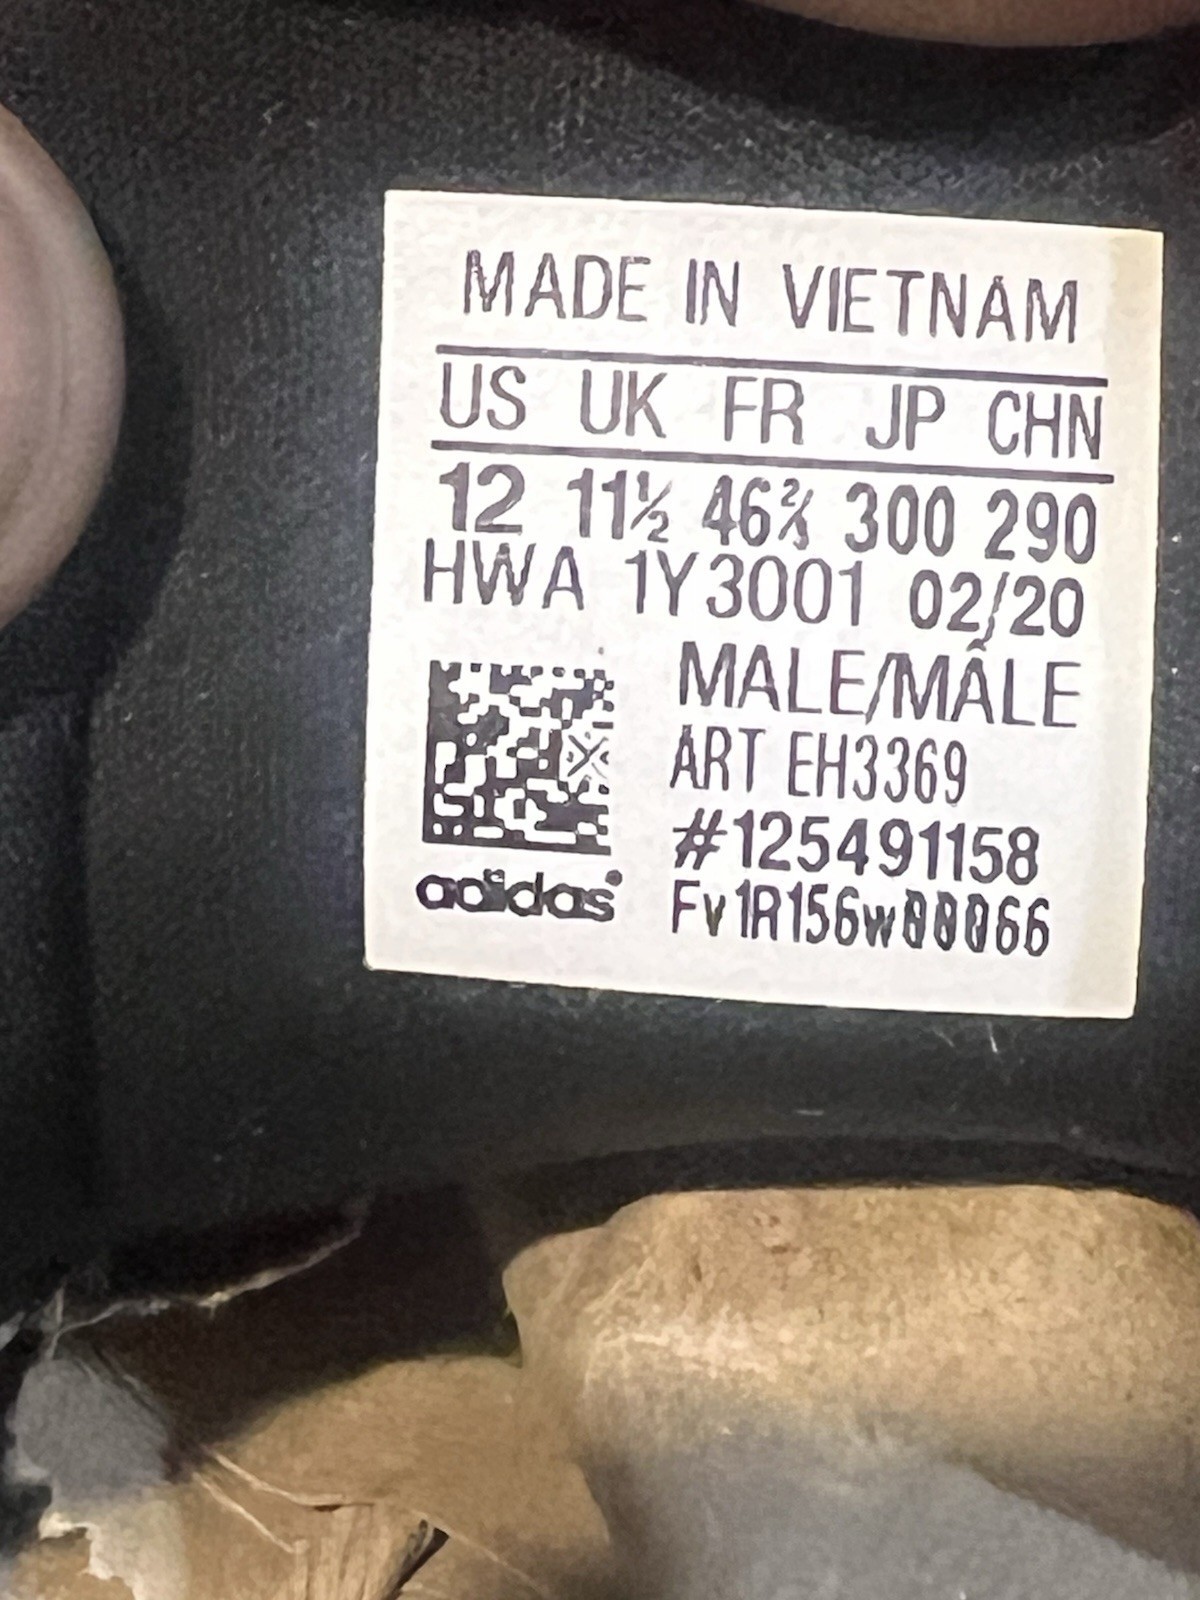 MADE IN VIETNAM
US UK FR JP CHN
12 11½ 46⅔ 300 290
HWA 1Y3001 02/20
MALE/MÂLE
ART EH3369
#125491158
adidas® Fv1R156w00066